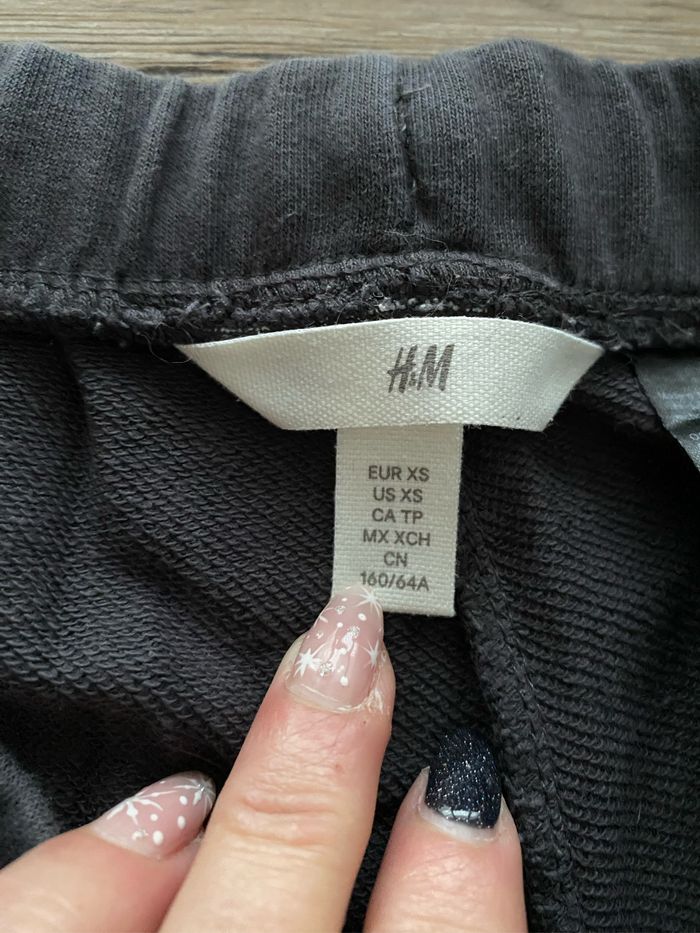 H&M
EUR XS
US XS
CA TP
MX XCH
CN
160/64A